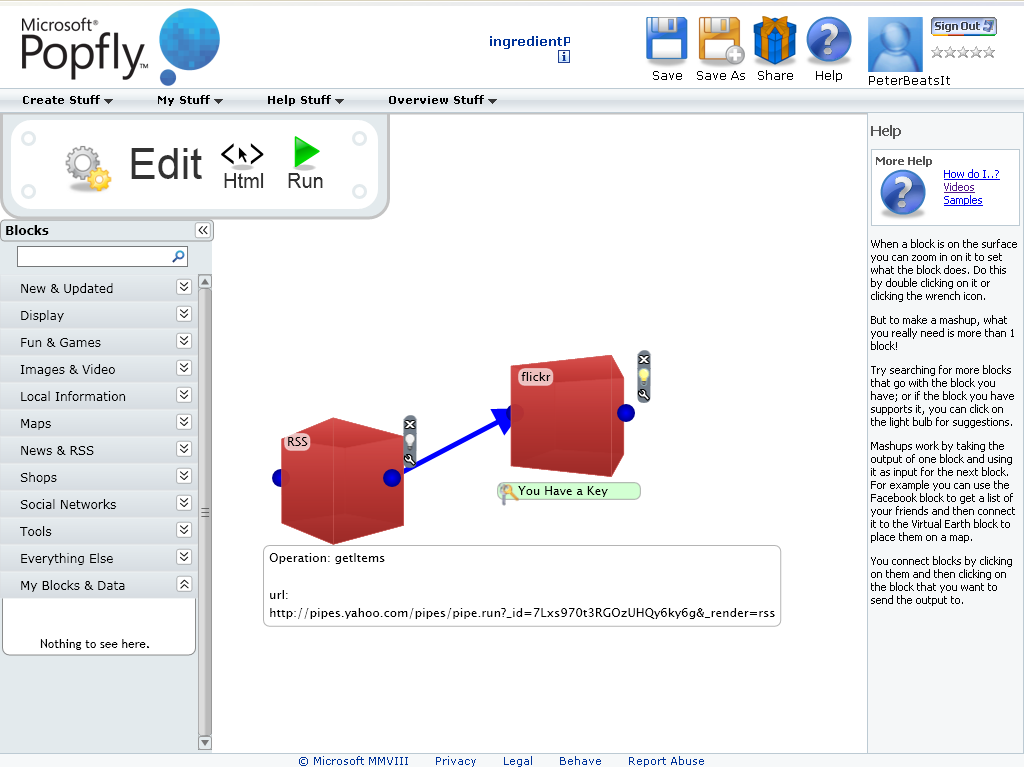 Microsoft®
Popfly™
ingredientP
Save
Save As
Share
Help
Sign Out
PeterBeatsIt
Create Stuff
My Stuff
Help Stuff
Overview Stuff
Edit
Html
Run
Blocks
New & Updated
Display
Fun & Games
Images & Video
Local Information
Maps
News & RSS
Shops
Social Networks
Tools
Everything Else
My Blocks & Data
Nothing to see here.
RSS
flickr
You Have a Key
Operation: getItems
url:
http://pipes.yahoo.com/pipes/pipe.run?_id=7Lxs970t3RGOzUHQy6ky6g&_render=rss
Help
More Help
How do I..?
Videos
Samples
When a block is on the surface
you can zoom in on it to set
what the block does. Do this
by double clicking on it or
clicking the wrench icon.
But to make a mashup, what
you really need is more than 1
block!
Try searching for more blocks
that go with the block you
have; or if the block you have
supports it, you can click on
the light bulb for suggestions.
Mashups work by taking the
output of one block and using
it as input for the next block.
For example you can use the
Facebook block to get a list of
your friends and then connect
it to the Virtual Earth block to
place them on a map.
You connect blocks by clicking
on them and then clicking on
the block that you want to
send the output to.
© Microsoft MMVIII
Privacy
Legal
Behave
Report Abuse